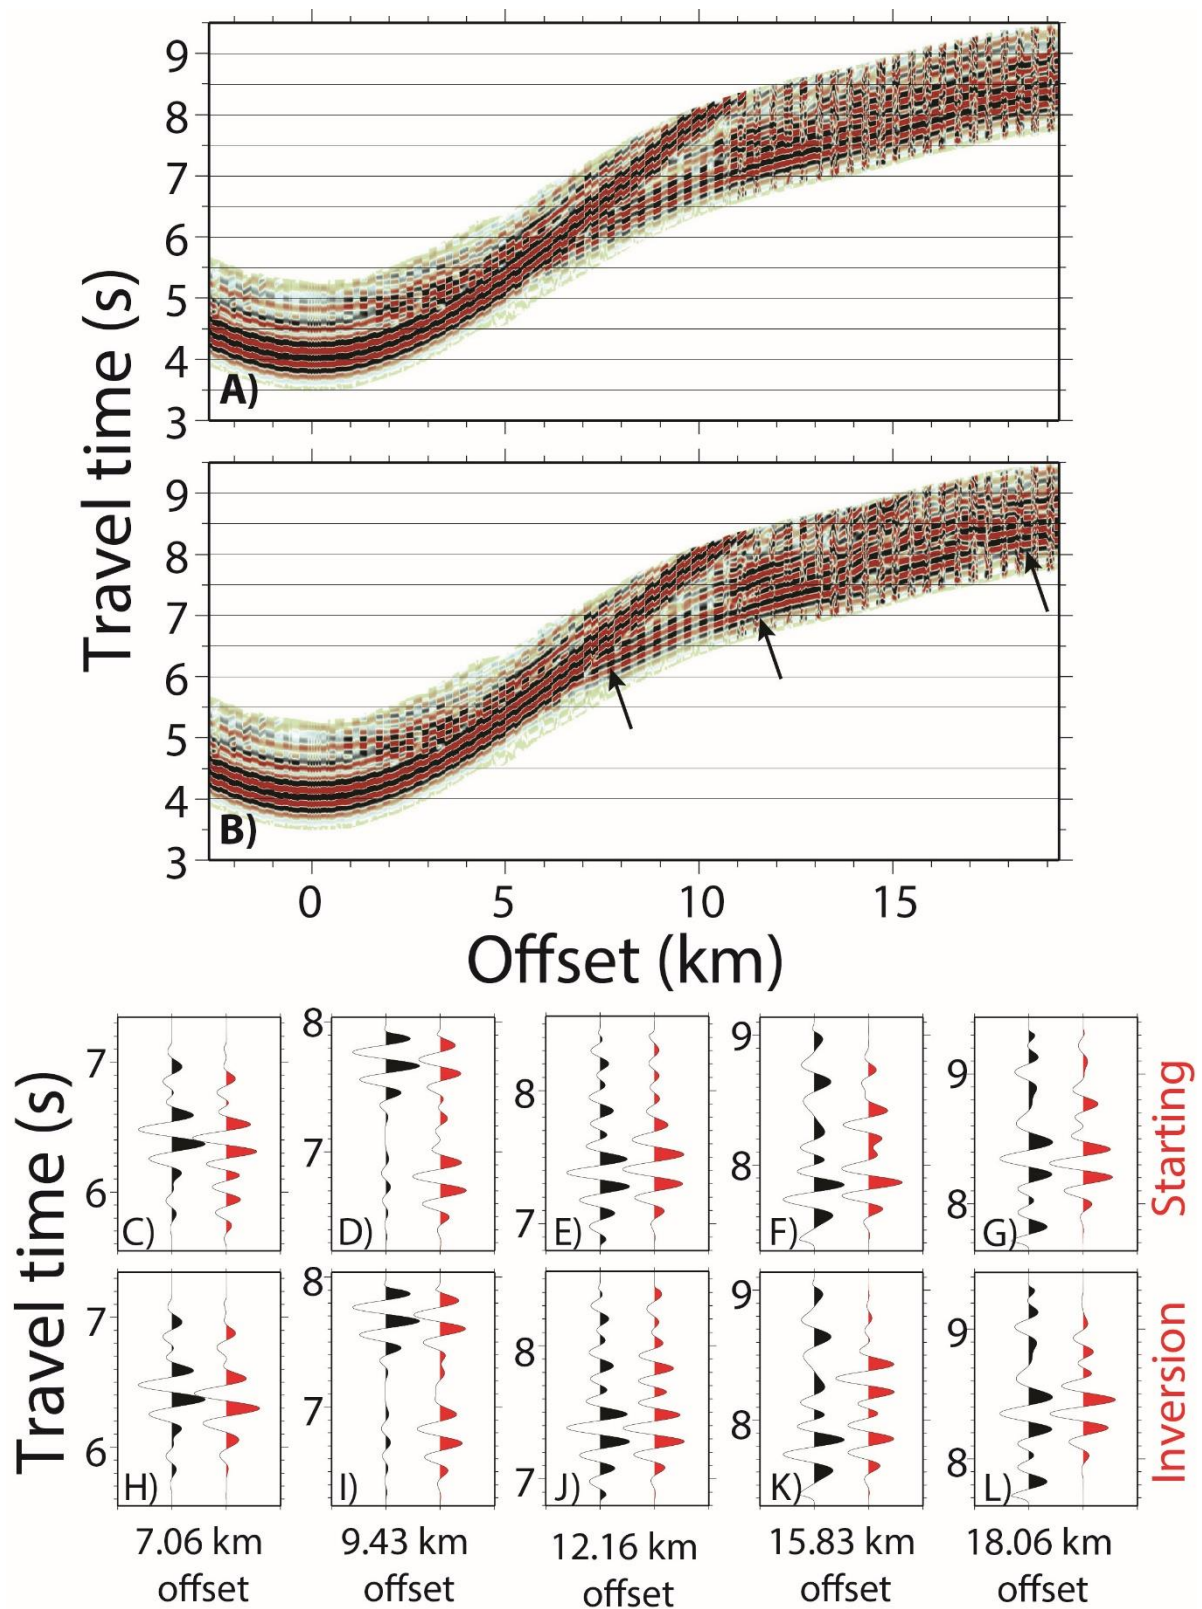 9
8
7
6
5
4
3
Travel time (s)
A)
9
8
7
6
5
4
3
Travel time (s)
B)
0 5 10 15
Offset (km)
7
6
C)
8
7
D)
8
7
E)
9
8
F)
9
8
G)
Travel time (s)
Starting
7
6
H)
8
7
I)
8
7
J)
9
8
K)
9
8
L)
Inversion
7.06 km
offset
9.43 km
offset
12.16 km
offset
15.83 km
offset
18.06 km
offset